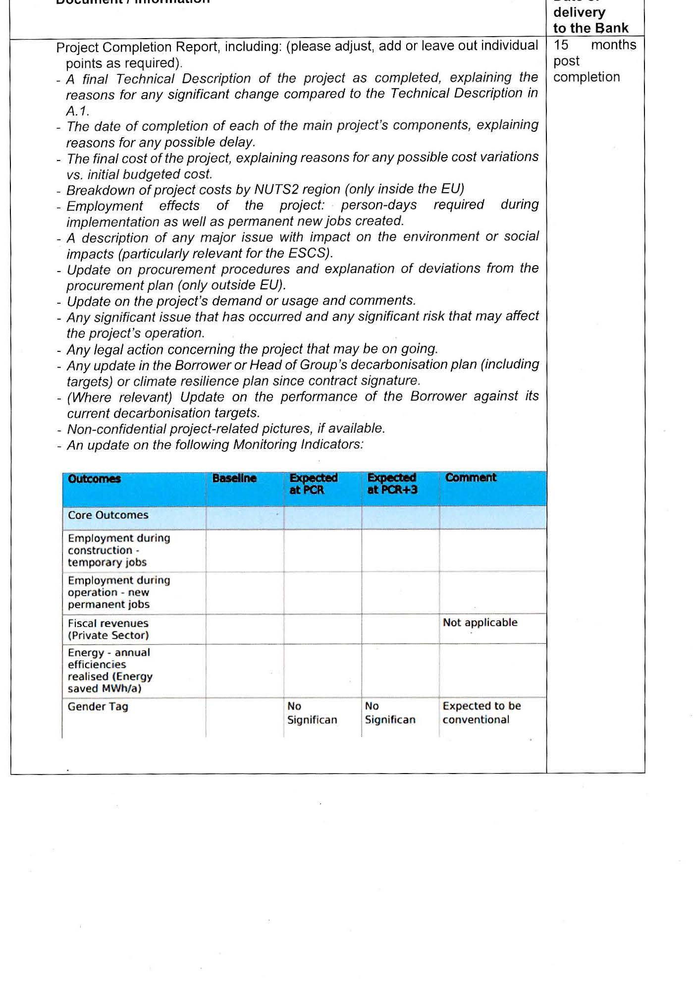 Document / Information
Date of
delivery
to the Bank
Project Completion Report, including: (please adjust, add or leave out individual
points as required).
- A final Technical Description of the project as completed, explaining the
reasons for any significant change compared to the Technical Description in
A.1.
- The date of completion of each of the main project's components, explaining
reasons for any possible delay.
- The final cost of the project, explaining reasons for any possible cost variations
vs. initial budgeted cost.
- Breakdown of project costs by NUTS2 region (only inside the EU)
- Employment effects of the project: person-days required during
implementation as well as permanent new jobs created.
- A description of any major issue with impact on the environment or social
impacts (particularly relevant for the ESCS).
- Update on procurement procedures and explanation of deviations from the
procurement plan (only outside EU).
- Update on the project's demand or usage and comments.
- Any significant issue that has occurred and any significant risk that may affect
the project's operation.
- Any legal action concerning the project that may be on going.
- Any update in the Borrower or Head of Group's decarbonisation plan (including
targets) or climate resilience plan since contract signature.
- (Where relevant) Update on the performance of the Borrower against its
current decarbonisation targets.
- Non-confidential project-related pictures, if available.
- An update on the following Monitoring Indicators:
15 months
post
completion
Outcomes
Baseline
Expected
at PCR
Expected
at PCR+3
Comment
Core Outcomes
Employment during
construction -
temporary jobs
Employment during
operation - new
permanent jobs
Fiscal revenues
(Private Sector)
Not applicable
Energy - annual
efficiencies
realised (Energy
saved MWh/a)
Gender Tag
No
Significan
No
Significan
Expected to be
conventional